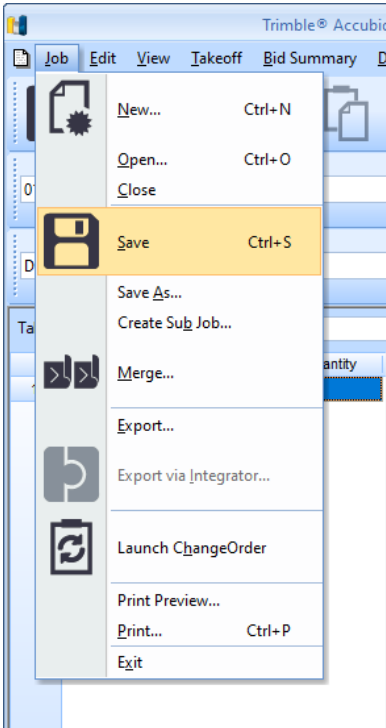 Trimble® Accubid
Job Edit View Takeoff Bid Summary
New... Ctrl+N
Open... Ctrl+O
Close
Save Ctrl+S
Save As...
Create Sub Job...
Merge...
Export...
Export via Integrator...
Launch ChangeOrder
Print Preview...
Print... Ctrl+P
Exit